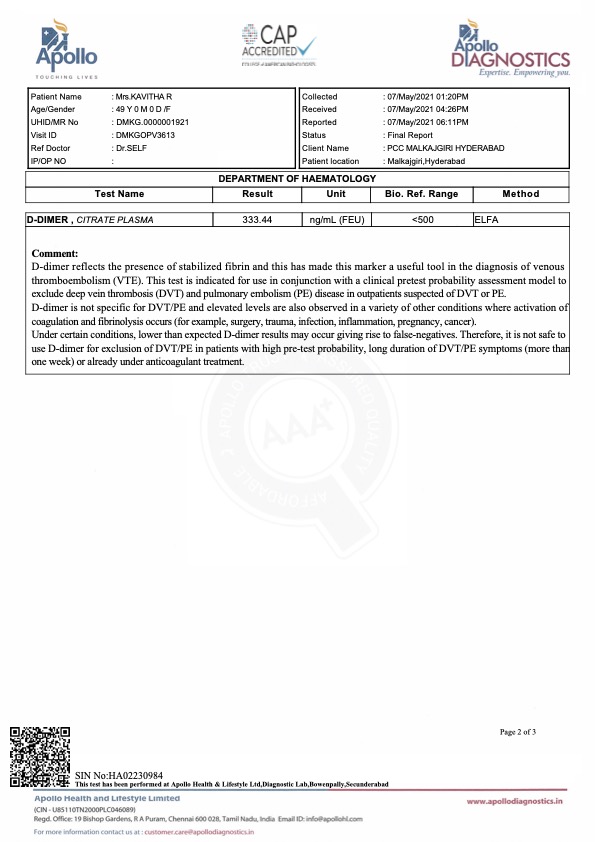 Apollo
TOUCHING LIVES
CAP
ACCREDITED
COLLEGE of AMERICAN PATHOLOGISTS
Apollo
DIAGNOSTICS
Expertise. Empowering you.
Patient Name : Mrs.KAVITHA R
Age/Gender : 49 Y 0 M 0 D /F
UHID/MR No : DMKG.0000001921
Visit ID : DMKGOPV3613
Ref Doctor : Dr.SELF
IP/OP NO :
Collected : 07/May/2021 01:20PM
Received : 07/May/2021 04:26PM
Reported : 07/May/2021 06:11PM
Status : Final Report
Client Name : PCC MALKAJGIRI HYDERABAD
Patient location : Malkajgiri,Hyderabad
DEPARTMENT OF HAEMATOLOGY
Test Name Result Unit Bio. Ref. Range Method
D-DIMER , CITRATE PLASMA 333.44 ng/mL (FEU) <500 ELFA
Comment:
D-dimer reflects the presence of stabilized fibrin and this has made this marker a useful tool in the diagnosis of venous
thromboembolism (VTE). This test is indicated for use in conjunction with a clinical pretest probability assessment model to
exclude deep vein thrombosis (DVT) and pulmonary embolism (PE) disease in outpatients suspected of DVT or PE.
D-dimer is not specific for DVT/PE and elevated levels are also observed in a variety of other conditions where activation of
coagulation and fibrinolysis occurs (for example, surgery, trauma, infection, inflammation, pregnancy, cancer).
Under certain conditions, lower than expected D-dimer results may occur giving rise to false-negatives. Therefore, it is not safe to
use D-dimer for exclusion of DVT/PE in patients with high pre-test probability, long duration of DVT/PE symptoms (more than
one week) or already under anticoagulant treatment.
AAA+
Page 2 of 3
SIN No:HA02230984
This test has been performed at Apollo Health & Lifestyle Ltd,Diagnostic Lab,Bowenpally,Secunderabad
Apollo Health and Lifestyle Limited
(CIN - U85110TN2000PLC046089)
Regd. Office: 19 Bishop Gardens, R A Puram, Chennai 600 028, Tamil Nadu, India Email ID: info@apollohl.com
For more information contact us at : customer.care@apollodiagnostics.in
www.apollodiagnostics.in